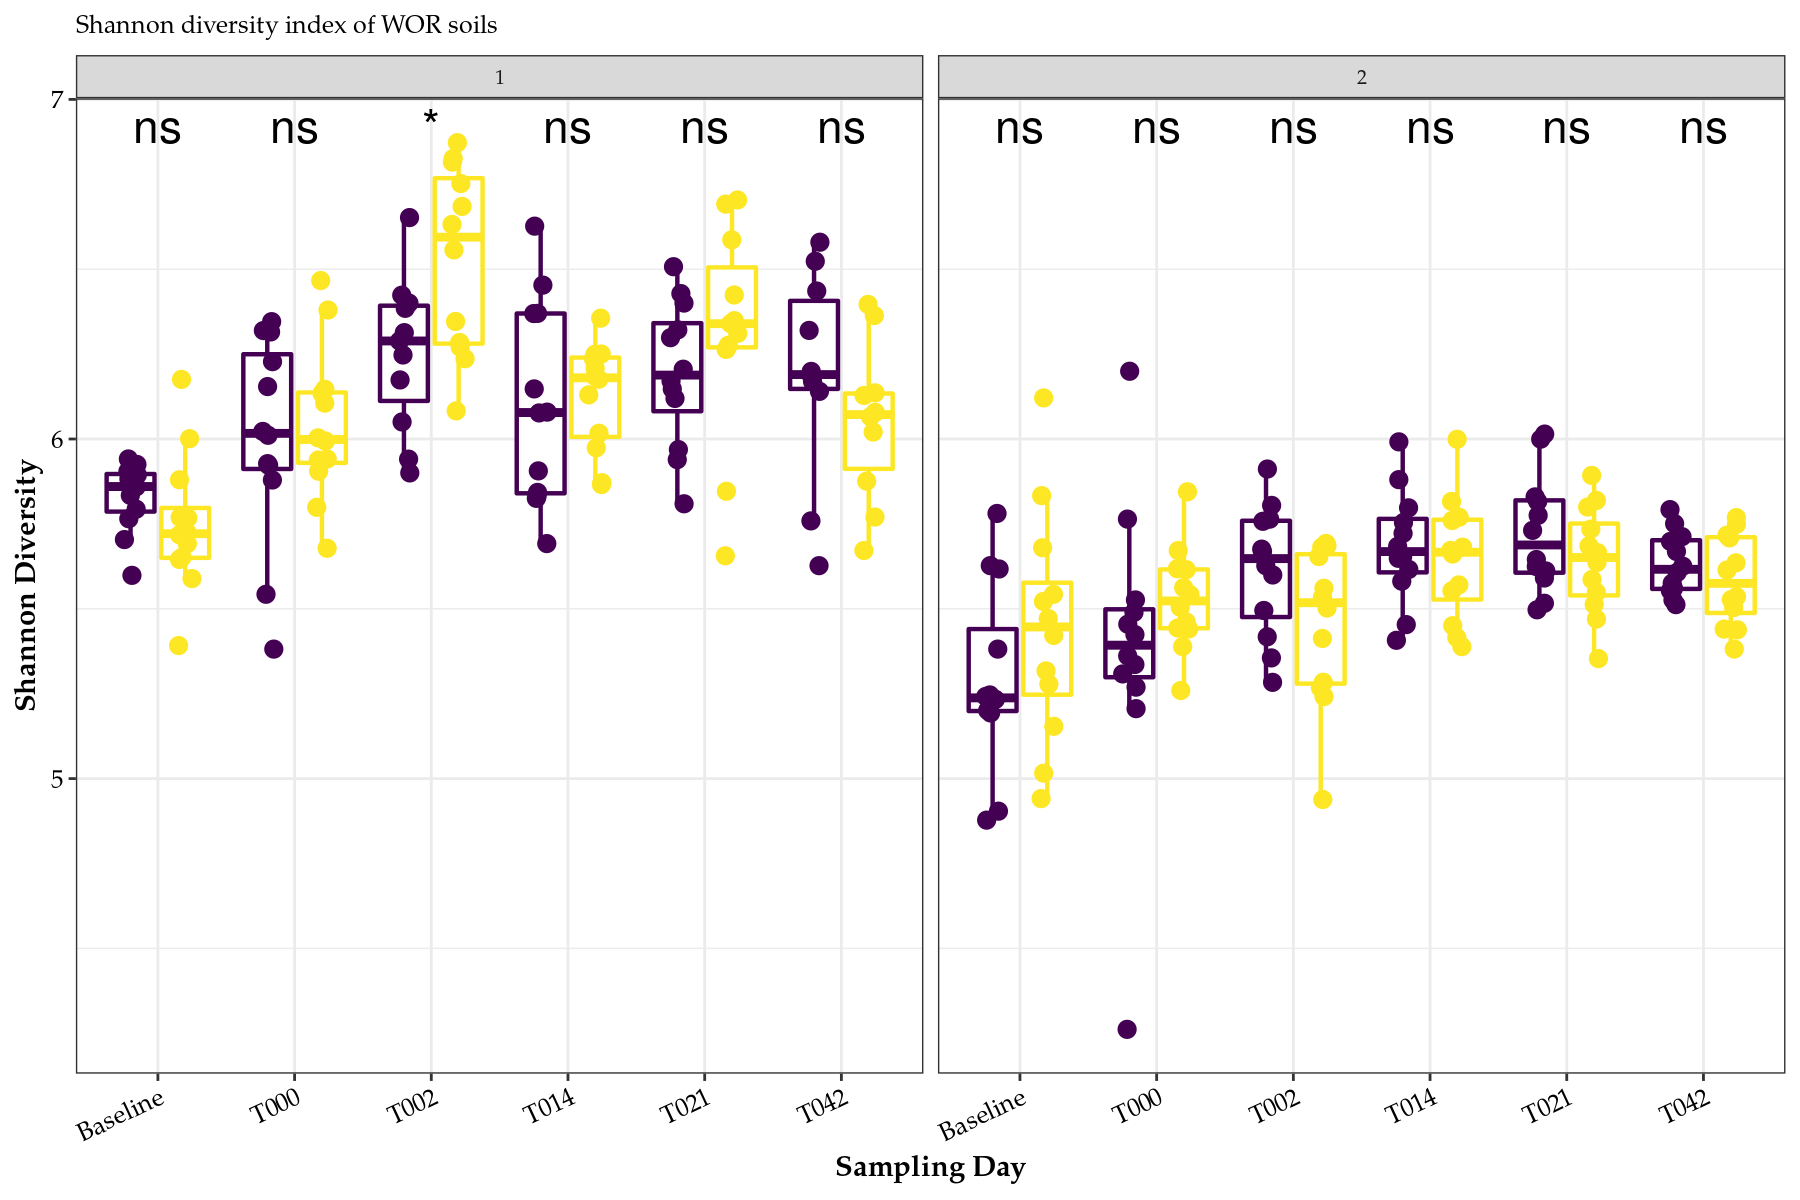 Shannon diversity index of WOR soils
1 2
7
ns ns * ns ns ns ns ns ns ns ns ns
6
5
Shannon Diversity
Baseline T000 T002 T014 T021 T042 Baseline T000 T002 T014 T021 T042
Sampling Day